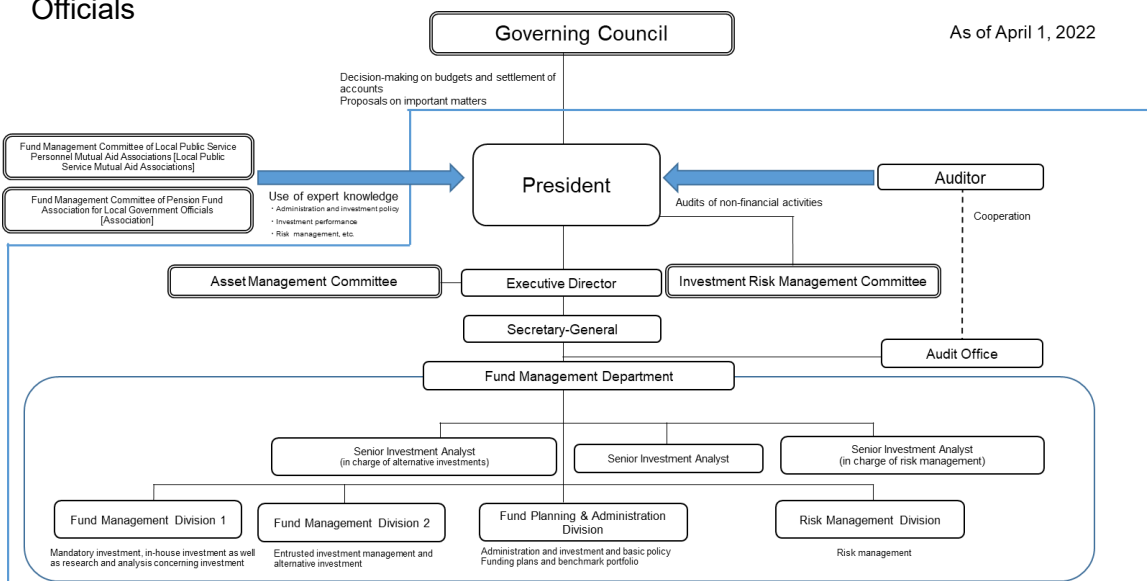 Officials
Governing Council
As of April 1, 2022
Decision-making on budgets and settlement of
accounts
Proposals on important matters
Fund Management Committee of Local Public Service
Personnel Mutual Aid Associations [Local Public
Service Mutual Aid Associations]
Fund Management Committee of Pension Fund
Association for Local Government Officials
[Association]
Use of expert knowledge
・Administration and investment policy
・Investment performance
・Risk management, etc.
President
Auditor
Audits of non-financial activities
Cooperation
Asset Management Committee
Executive Director
Investment Risk Management Committee
Secretary-General
Audit Office
Fund Management Department
Senior Investment Analyst
(in charge of alternative investments)
Senior Investment Analyst
Senior Investment Analyst
(in charge of risk management)
Fund Management Division 1
Mandatory investment, in-house investment as well
as research and analysis concerning investment
Fund Management Division 2
Entrusted investment management and
alternative investment
Fund Planning & Administration
Division
Administration and investment and basic policy
Funding plans and benchmark portfolio
Risk Management Division
Risk management